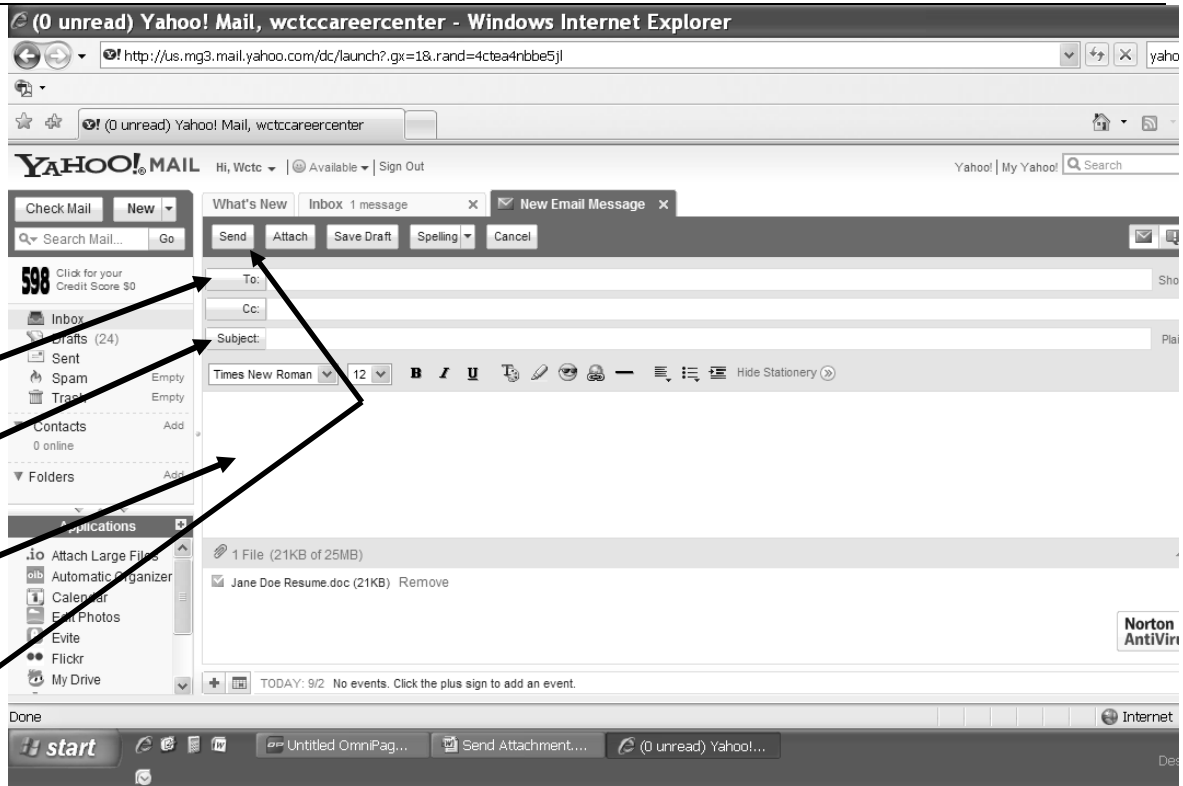 (0 unread) Yahoo! Mail, wctccareercenter - Windows Internet Explorer
http://us.mg3.mail.yahoo.com/dc/launch?.gx=1&.rand=4ctea4nbbe5jl yaho
(0 unread) Yahoo! Mail, wctccareercenter
YAHOO! MAIL Hi, Wctc Available Sign Out Yahoo! My Yahoo! Search
Check Mail New What's New Inbox 1 message x New Email Message x
Search Mail... Go Send Attach Save Draft Spelling Cancel
598 Click for your Credit Score $0
To: Sho
Cc:
Subject: Plai
Inbox
Drafts (24)
Sent
Spam Empty
Trash Empty
Times New Roman 12 B I U Hide Stationery
Contacts Add
0 online
Folders Add
Applications
.io Attach Large Files
oib Automatic Organizer
Calendar
Edit Photos
Evite
Flickr
My Drive
1 File (21KB of 25MB)
Jane Doe Resume.doc (21KB) Remove
Norton
AntiViru
TODAY: 9/2 No events. Click the plus sign to add an event.
Done Internet
start Untitled OmniPag... Send Attachment.... (0 unread) Yahoo!...
Des